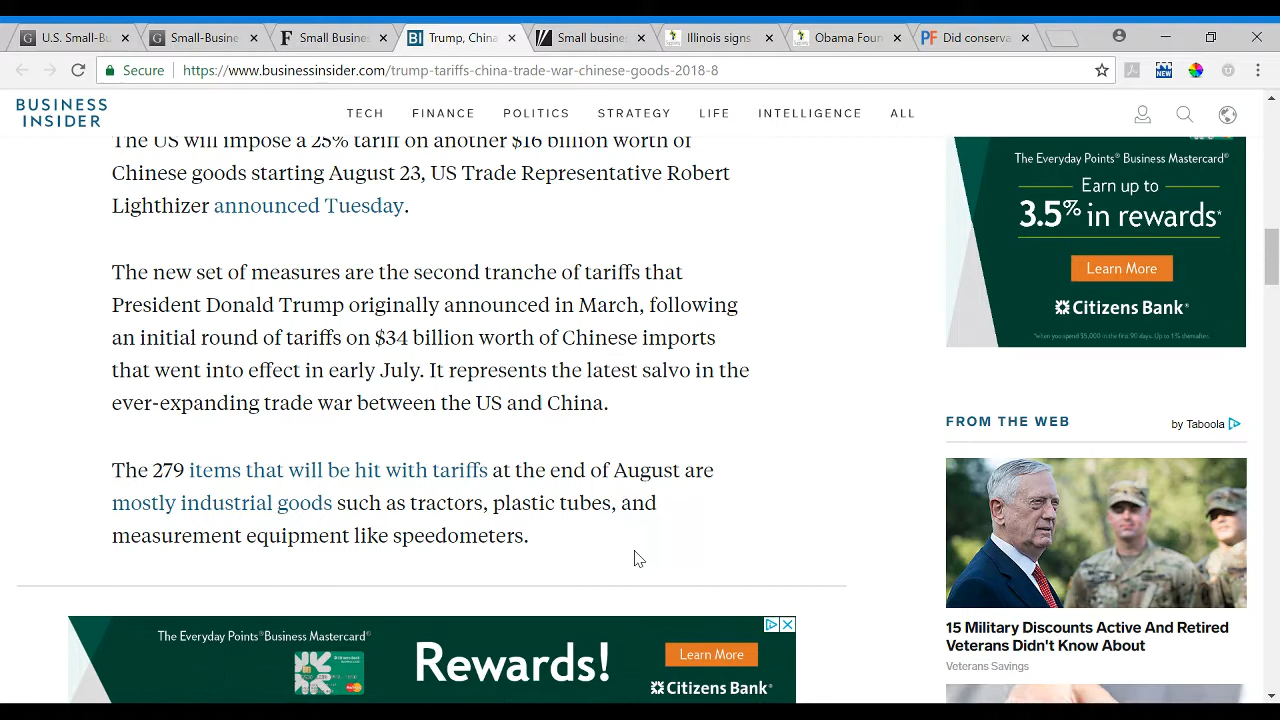 U.S. Small-Bu
Small-Busine
Small Busines
Trump, China
Small busines
Illinois signs
Obama Foun
Did conserva
Secure
https://www.businessinsider.com/trump-tariffs-china-trade-war-chinese-goods-2018-8
NEW
BUSINESS
INSIDER
TECH FINANCE POLITICS STRATEGY LIFE INTELLIGENCE ALL
The US will impose a 25% tariff on another $16 billion worth of
Chinese goods starting August 23, US Trade Representative Robert
Lighthizer announced Tuesday.
The new set of measures are the second tranche of tariffs that
President Donald Trump originally announced in March, following
an initial round of tariffs on $34 billion worth of Chinese imports
that went into effect in early July. It represents the latest salvo in the
ever-expanding trade war between the US and China.
The 279 items that will be hit with tariffs at the end of August are
mostly industrial goods such as tractors, plastic tubes, and
measurement equipment like speedometers.
The Everyday Points® Business Mastercard®
Rewards!
Learn More
Citizens Bank®
The Everyday Points® Business Mastercard®
Earn up to
3.5% in rewards*
Learn More
Citizens Bank®
FROM THE WEB
by Taboola
15 Military Discounts Active And Retired
Veterans Didn't Know About
Veterans Savings